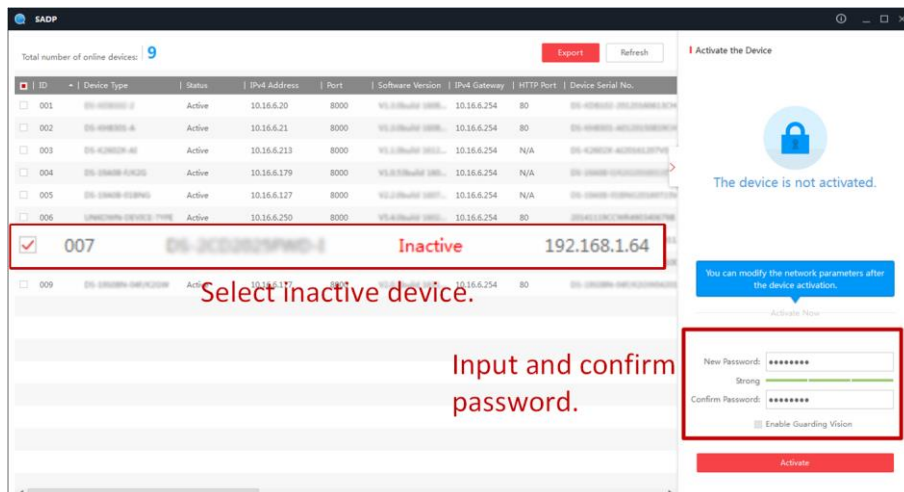 SADP
Total number of online devices: 9
Export
Refresh
ID Device Type Status IPv4 Address Port Software Version IPv4 Gateway HTTP Port Device Serial No.
001 Active 10.16.6.20 8000 10.16.6.254 80
002 Active 10.16.6.21 8000 10.16.6.254 80
003 Active 10.16.6.213 8000 10.16.6.254 N/A
004 Active 10.16.6.179 8000 10.16.6.254 N/A
005 Active 10.16.6.127 8000 10.16.6.254 N/A
006 Active 10.16.6.250 8000 10.16.6.254 80
007 Inactive 192.168.1.64
009 10.16.6.254 80
Select inactive device.
Input and confirm
password.
Activate the Device
The device is not activated.
You can modify the network parameters after
the device activation.
Activate Now
New Password:
Strong
Confirm Password:
Enable Guarding Vision
Activate